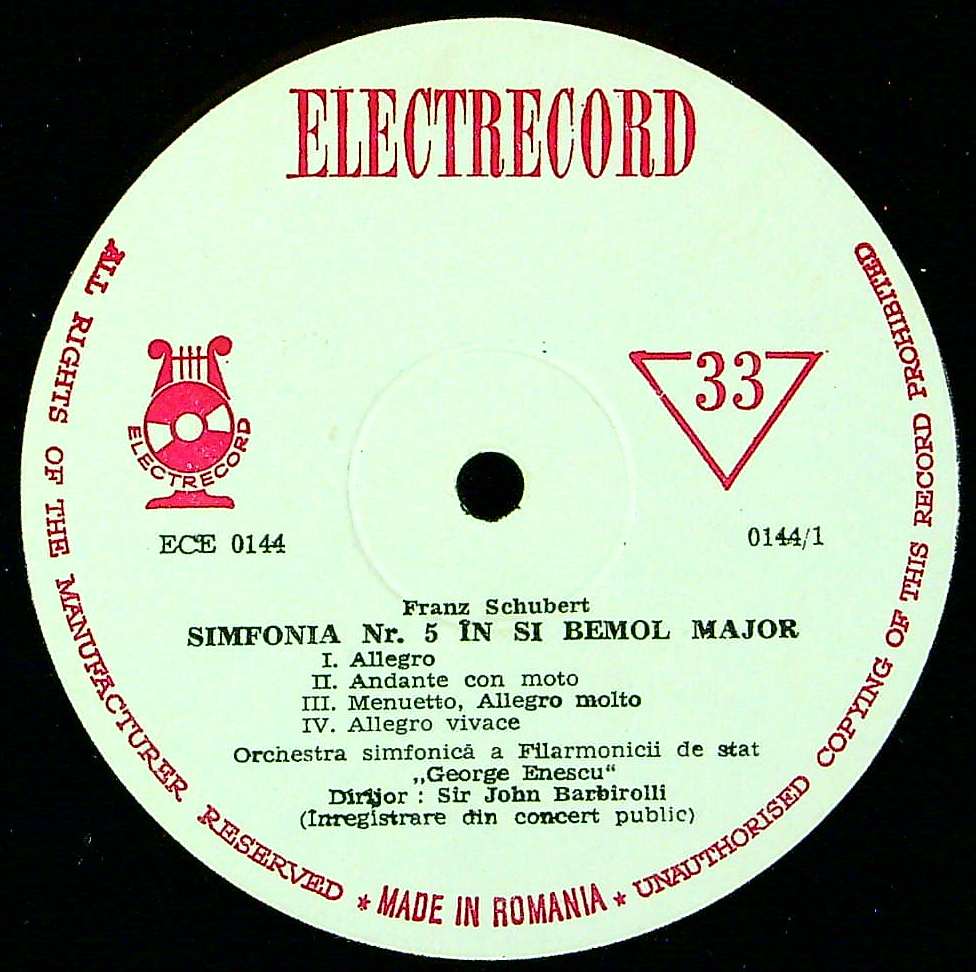 ELECTRECORD
33
ELECTRECORD
ECE 0144
0144/1
Franz Schubert
SIMFONIA Nr. 5 ÎN SI BEMOL MAJOR
I. Allegro
II. Andante con moto
III. Menuetto, Allegro molto
IV. Allegro vivace
Orchestra simfonică a Filarmonicii de stat
„George Enescu“
Dirijor : Sir John Barbirolli
(Înregistrare din concert public)
ALL RIGHTS OF THE MANUFACTURER RESERVED * MADE IN ROMANIA * UNAUTHORISED COPYING OF THIS RECORD PROHIBITED